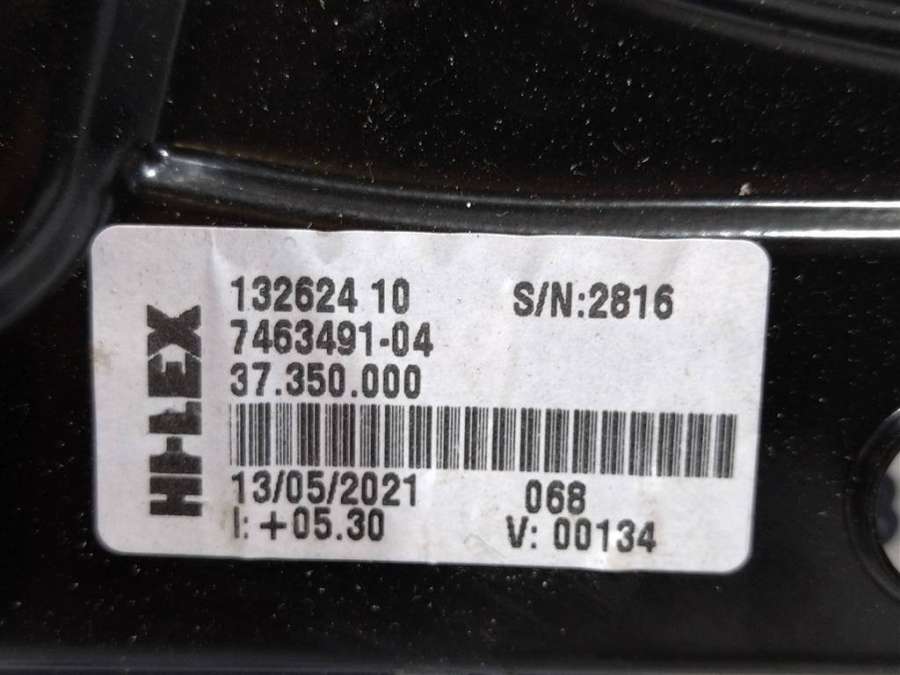 HI-LEX
132624 10 S/N:2816
7463491-04
37.350.000
13/05/2021 068
I: +05.30 V: 00134